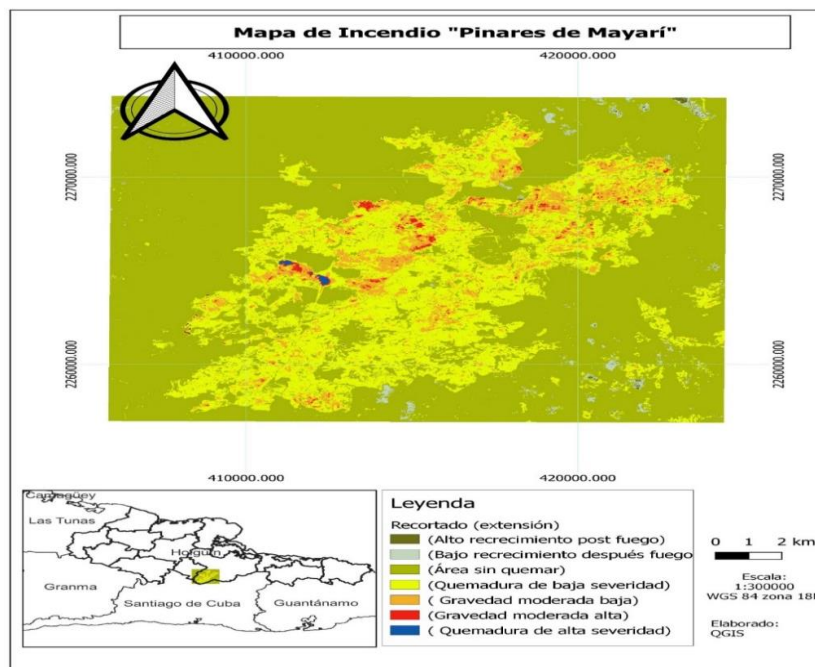 Mapa de Incendio "Pinares de Mayarí"
410000.000 420000.000
2270000.000 2270000.000
2260000.000 2260000.000
410000.000 420000.000
Camagüey
Las Tunas
Holguín
Granma
Santiago de Cuba
Guantánamo
Leyenda
Recortado (extensión)
(Alto recrecimiento post fuego)
(Bajo recrecimiento después fuego
(Área sin quemar)
(Quemadura de baja severidad)
( Gravedad moderada baja)
(Gravedad moderada alta)
( Quemadura de alta severidad)
0 1 2 km
Escala:
1:300000
WGS 84 zona 18
Elaborado:
QGIS